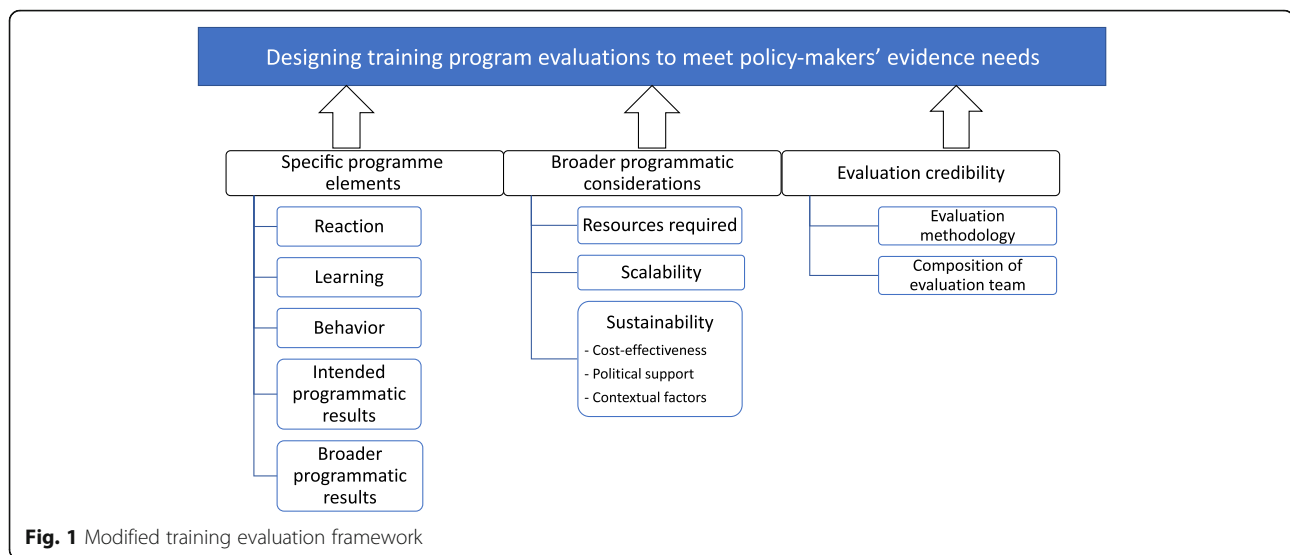 Designing training program evaluations to meet policy-makers' evidence needs
Specific programme
elements
Reaction
Learning
Behavior
Intended
programmatic
results
Broader
programmatic
results
Broader programmatic
considerations
Resources required
Scalability
Sustainability
- Cost-effectiveness
- Political support
- Contextual factors
Evaluation credibility
Evaluation
methodology
Composition of
evaluation team
Fig. 1 Modified training evaluation framework